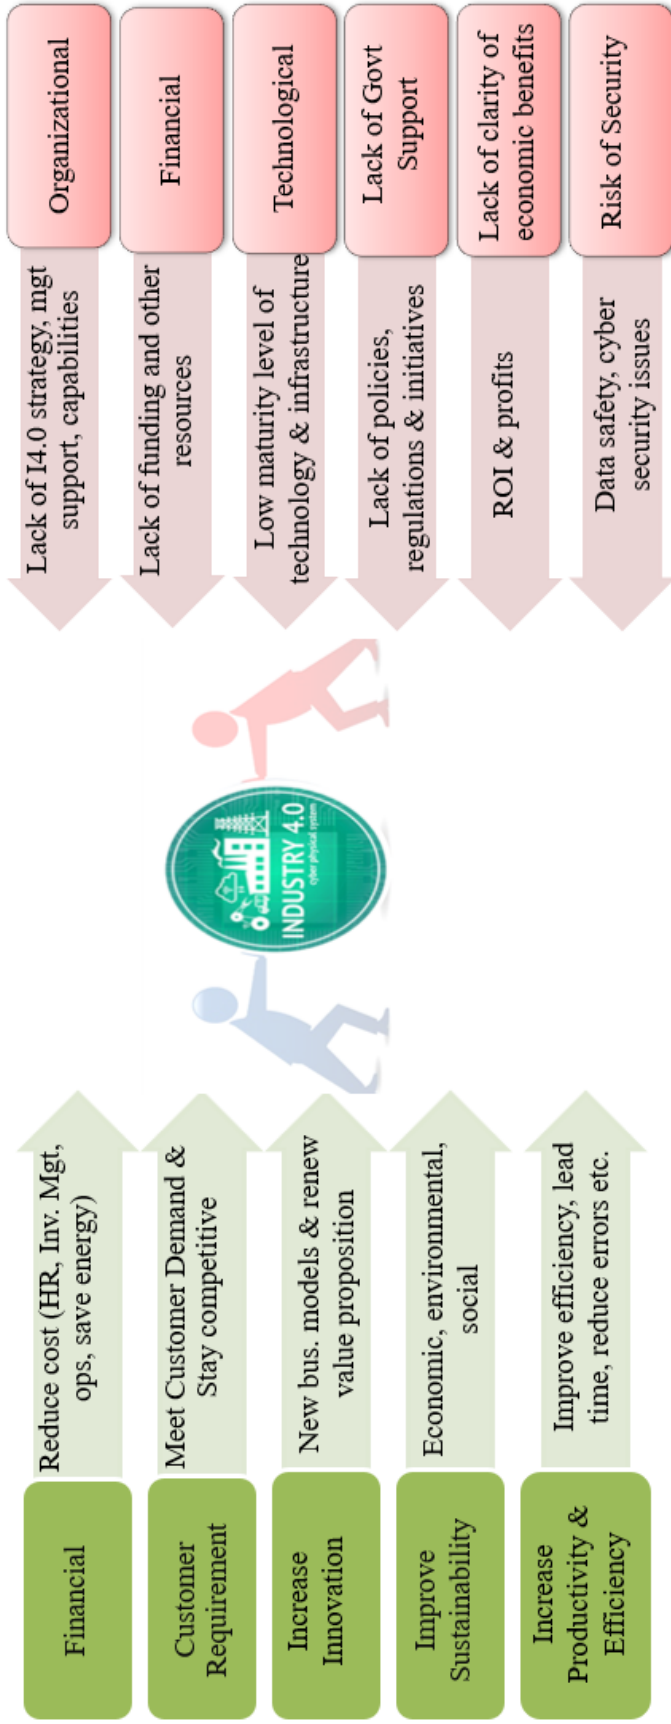 Financial
Reduce cost (HR, Inv. Mgt,
ops, save energy)
Customer
Requirement
Meet Customer Demand &
Stay competitive
Increase
Innovation
New bus. models & renew
value proposition
Improve
Sustainability
Economic, environmental,
social
Increase
Productivity &
Efficiency
Improve efficiency, lead
time, reduce errors etc.
INDUSTRY 4.0
cyber physical system
Lack of I4.0 strategy, mgt
support, capabilities
Organizational
Lack of funding and other
resources
Financial
Low maturity level of
technology & infrastructure
Technological
Lack of policies,
regulations & initiatives
Lack of Govt
Support
ROI & profits
Lack of clarity of
economic benefits
Data safety, cyber
security issues
Risk of Security